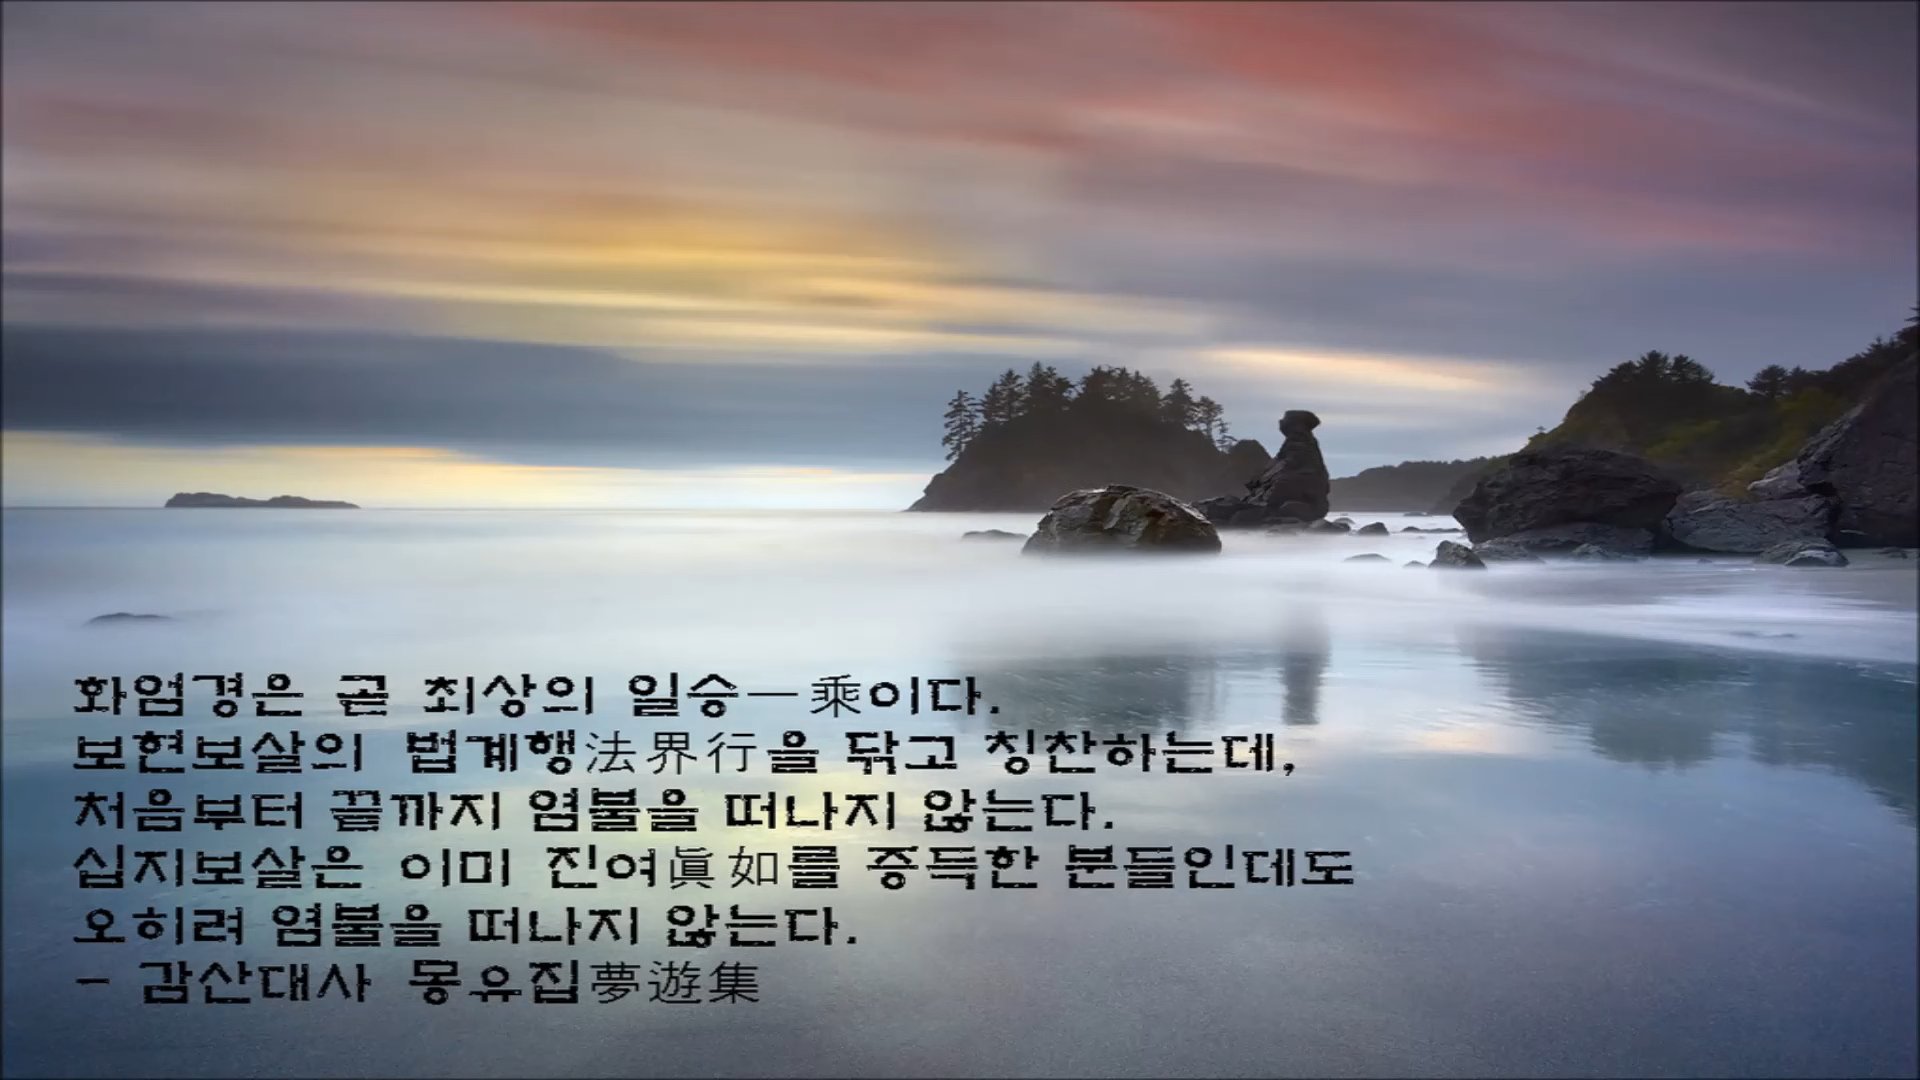 화엄경은 곧 최상의 일승一乘이다.
보현보살의 법계행法界行을 닦고 칭찬하는데,
처음부터 끝까지 염불을 떠나지 않는다.
십지보살은 이미 진여眞如를 증득한 분들인데도
오히려 염불을 떠나지 않는다.
- 감산대사 몽유집夢遊集